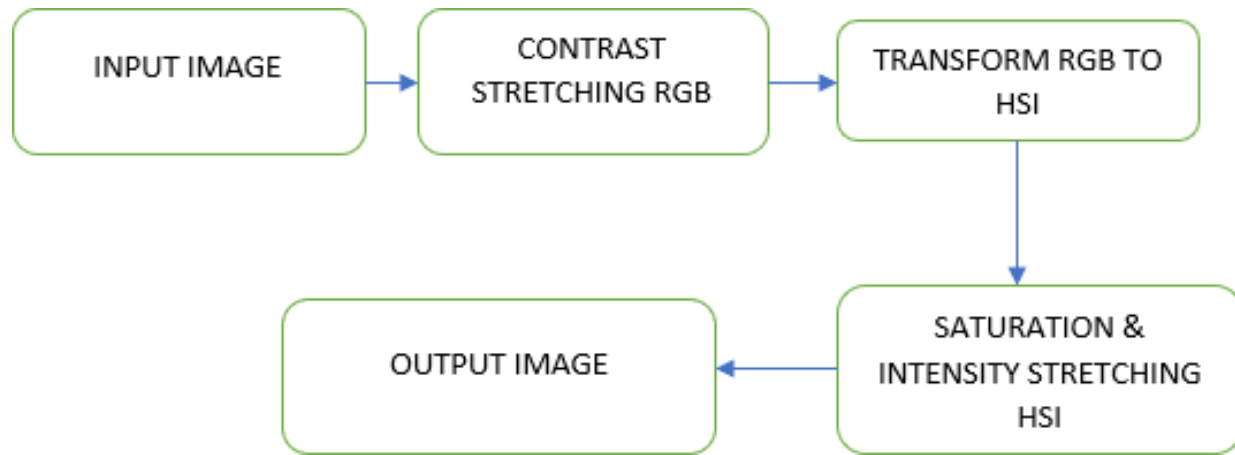 INPUT IMAGE
CONTRAST
STRETCHING RGB
TRANSFORM RGB TO
HSI
SATURATION &
INTENSITY STRETCHING
HSI
OUTPUT IMAGE